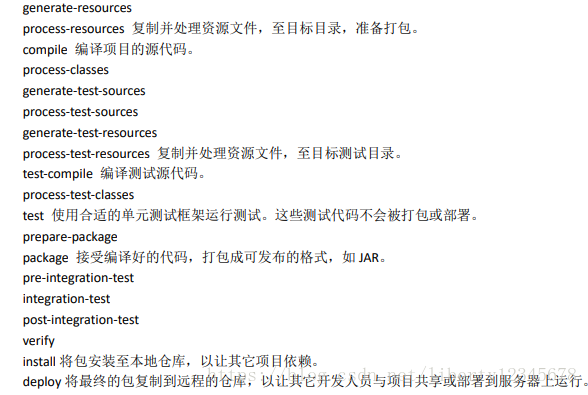 generate-resources
process-resources 复制并处理资源文件，至目标目录，准备打包。
compile 编译项目的源代码。
process-classes
generate-test-sources
process-test-sources
generate-test-resources
process-test-resources 复制并处理资源文件，至目标测试目录。
test-compile 编译测试源代码。
process-test-classes
test 使用合适的单元测试框架运行测试。这些测试代码不会被打包或部署。
prepare-package
package 接受编译好的代码，打包成可发布的格式，如 JAR。
pre-integration-test
integration-test
post-integration-test
verify
install 将包安装至本地仓库，以让其它项目依赖。
deploy 将最终的包复制到远程的仓库，以让其它开发人员与项目共享或部署到服务器上运行。